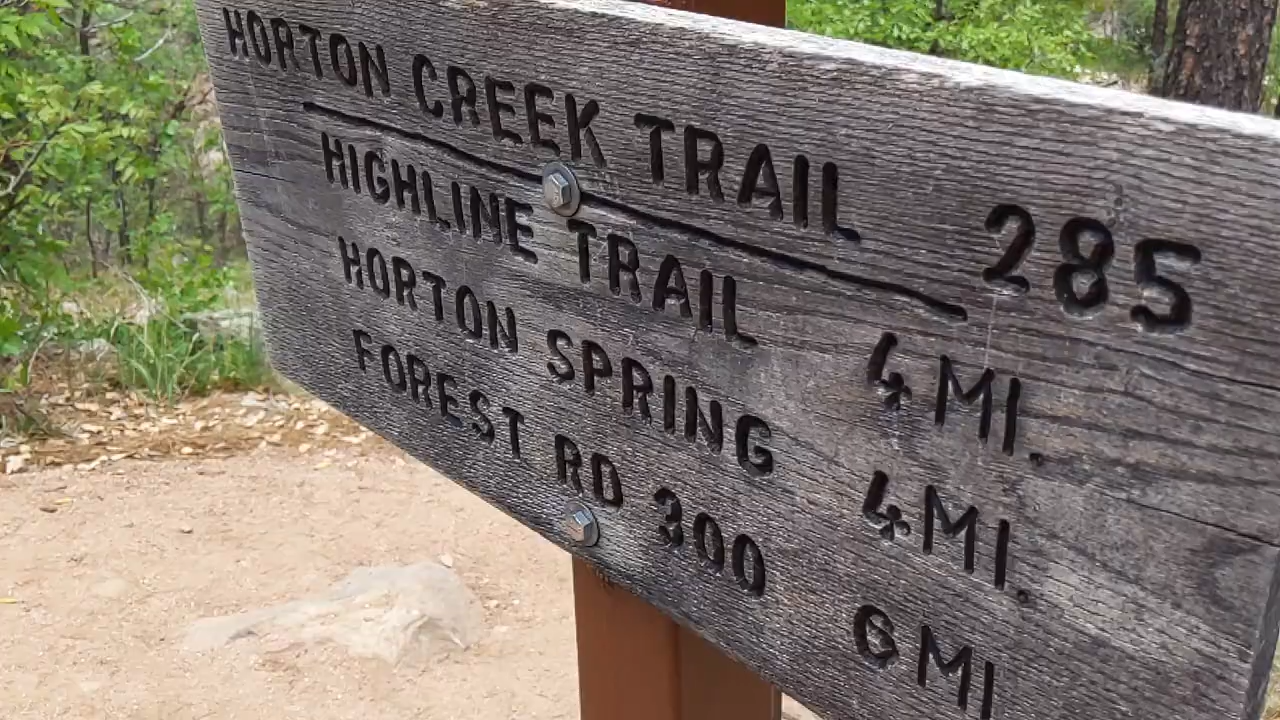 HORTON CREEK TRAIL 285
HIGHLINE TRAIL 4 MI.
HORTON SPRING 4 MI.
FOREST RD 300 6 MI